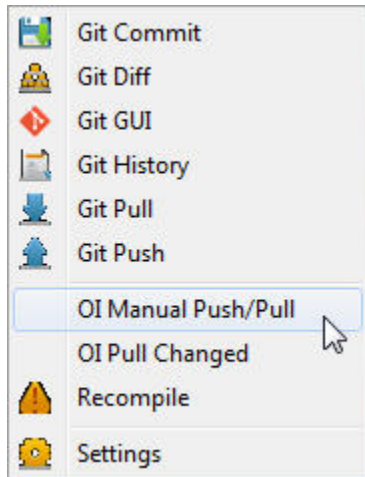 Git Commit
Git Diff
Git GUI
Git History
Git Pull
Git Push
OI Manual Push/Pull
OI Pull Changed
Recompile
Settings